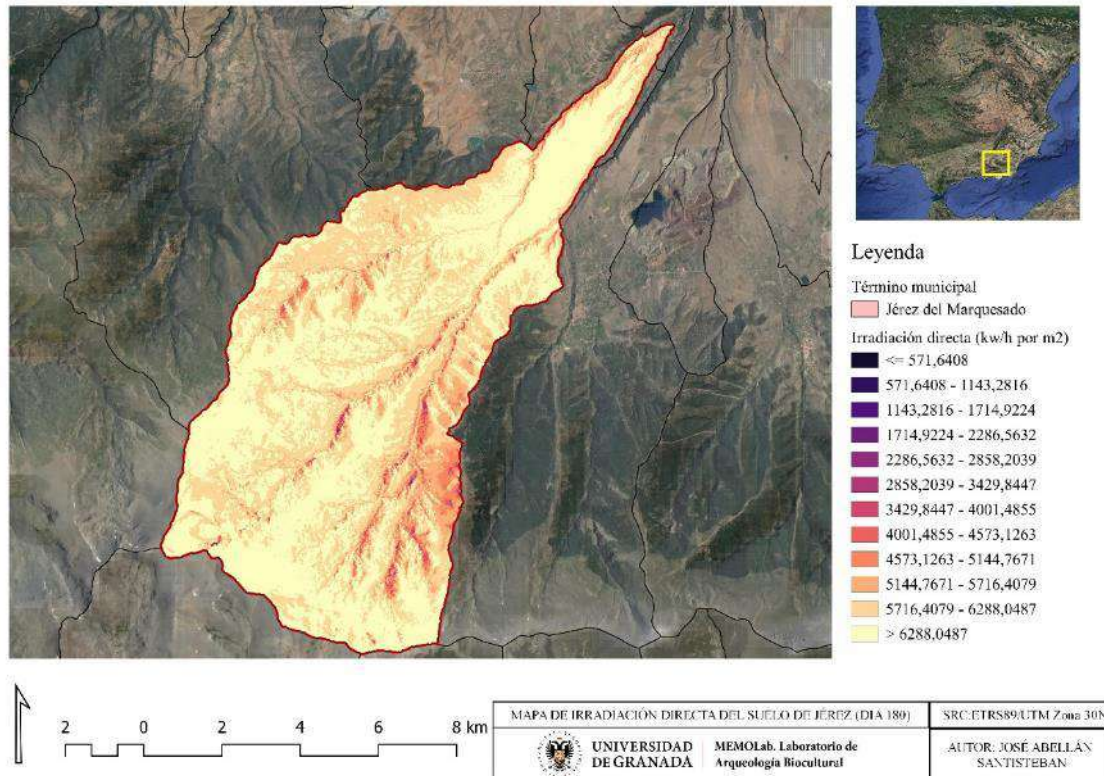 Leyenda
Término municipal
Jérez del Marquesado
Irradiación directa (kw/h por m2)
<= 571,6408
571,6408 - 1143,2816
1143,2816 - 1714,9224
1714,9224 - 2286,5632
2286,5632 - 2858,2039
2858,2039 - 3429,8447
3429,8447 - 4001,4855
4001,4855 - 4573,1263
4573,1263 - 5144,7671
5144,7671 - 5716,4079
5716,4079 - 6288,0487
> 6288,0487
2 0 2 4 6 8 km
MAPA DE IRRADIACIÓN DIRECTA DEL SUELO DE JÉREZ (DIA 180)
SRC:ETRS89/UTM Zona 30N
UNIVERSIDAD
DE GRANADA
MEMOLab. Laboratorio de
Arqueología Biocultural
AUTOR: JOSÉ ABELLÁN
SANTISTEBAN